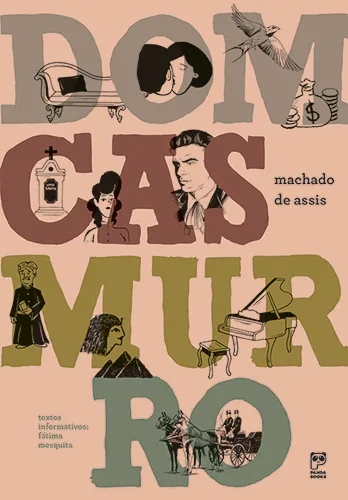 DOM
CAS
machado
de assis
MUR
RO
textos
informativos:
fátima
mesquita
PANDA
BOOKS